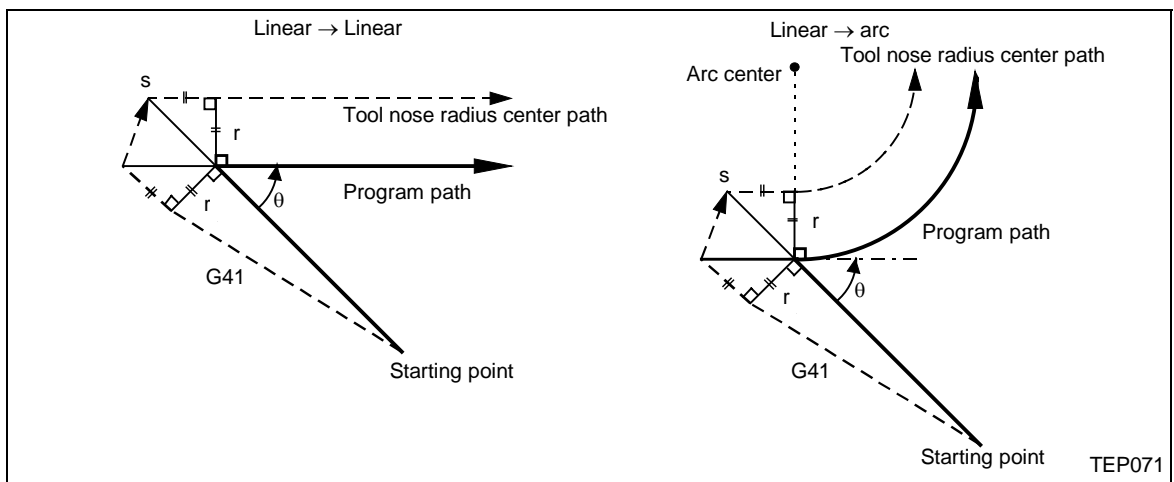 Linear → Linear
s
r
Tool nose radius center path
Program path
θ
r
G41
Starting point
Linear → arc
Tool nose radius center path
Arc center
s
r
Program path
θ
r
G41
Starting point
TEP071